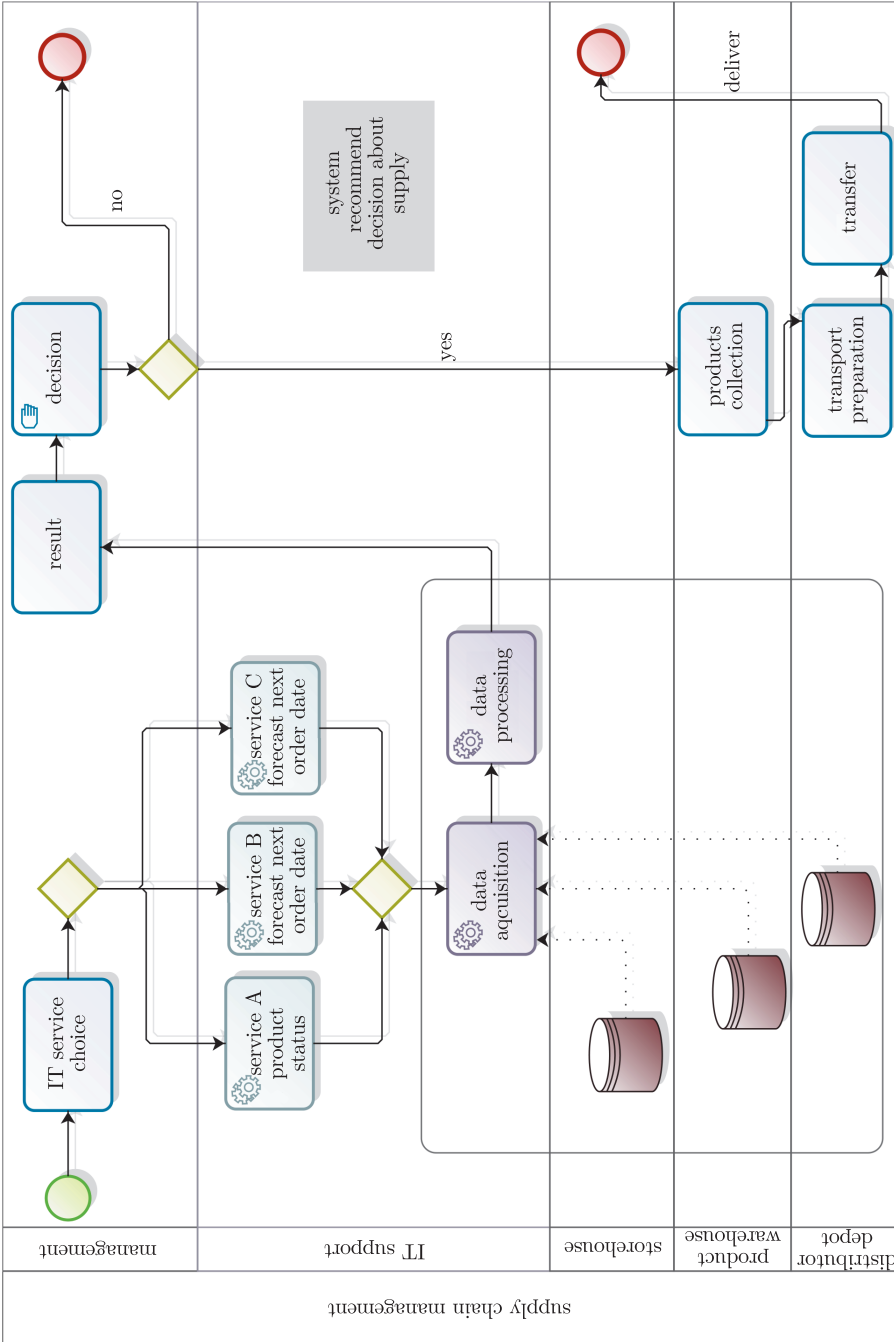 supply chain management
management
IT support
storehouse
product
warehouse
distributor
depot
IT service
choice
service A
product
status
service B
forecast next
order date
service C
forecast next
order date
data
aqcuisition
data
processing
result
decision
no
yes
system
recommend
decision about
supply
products
collection
transport
preparation
transfer
deliver